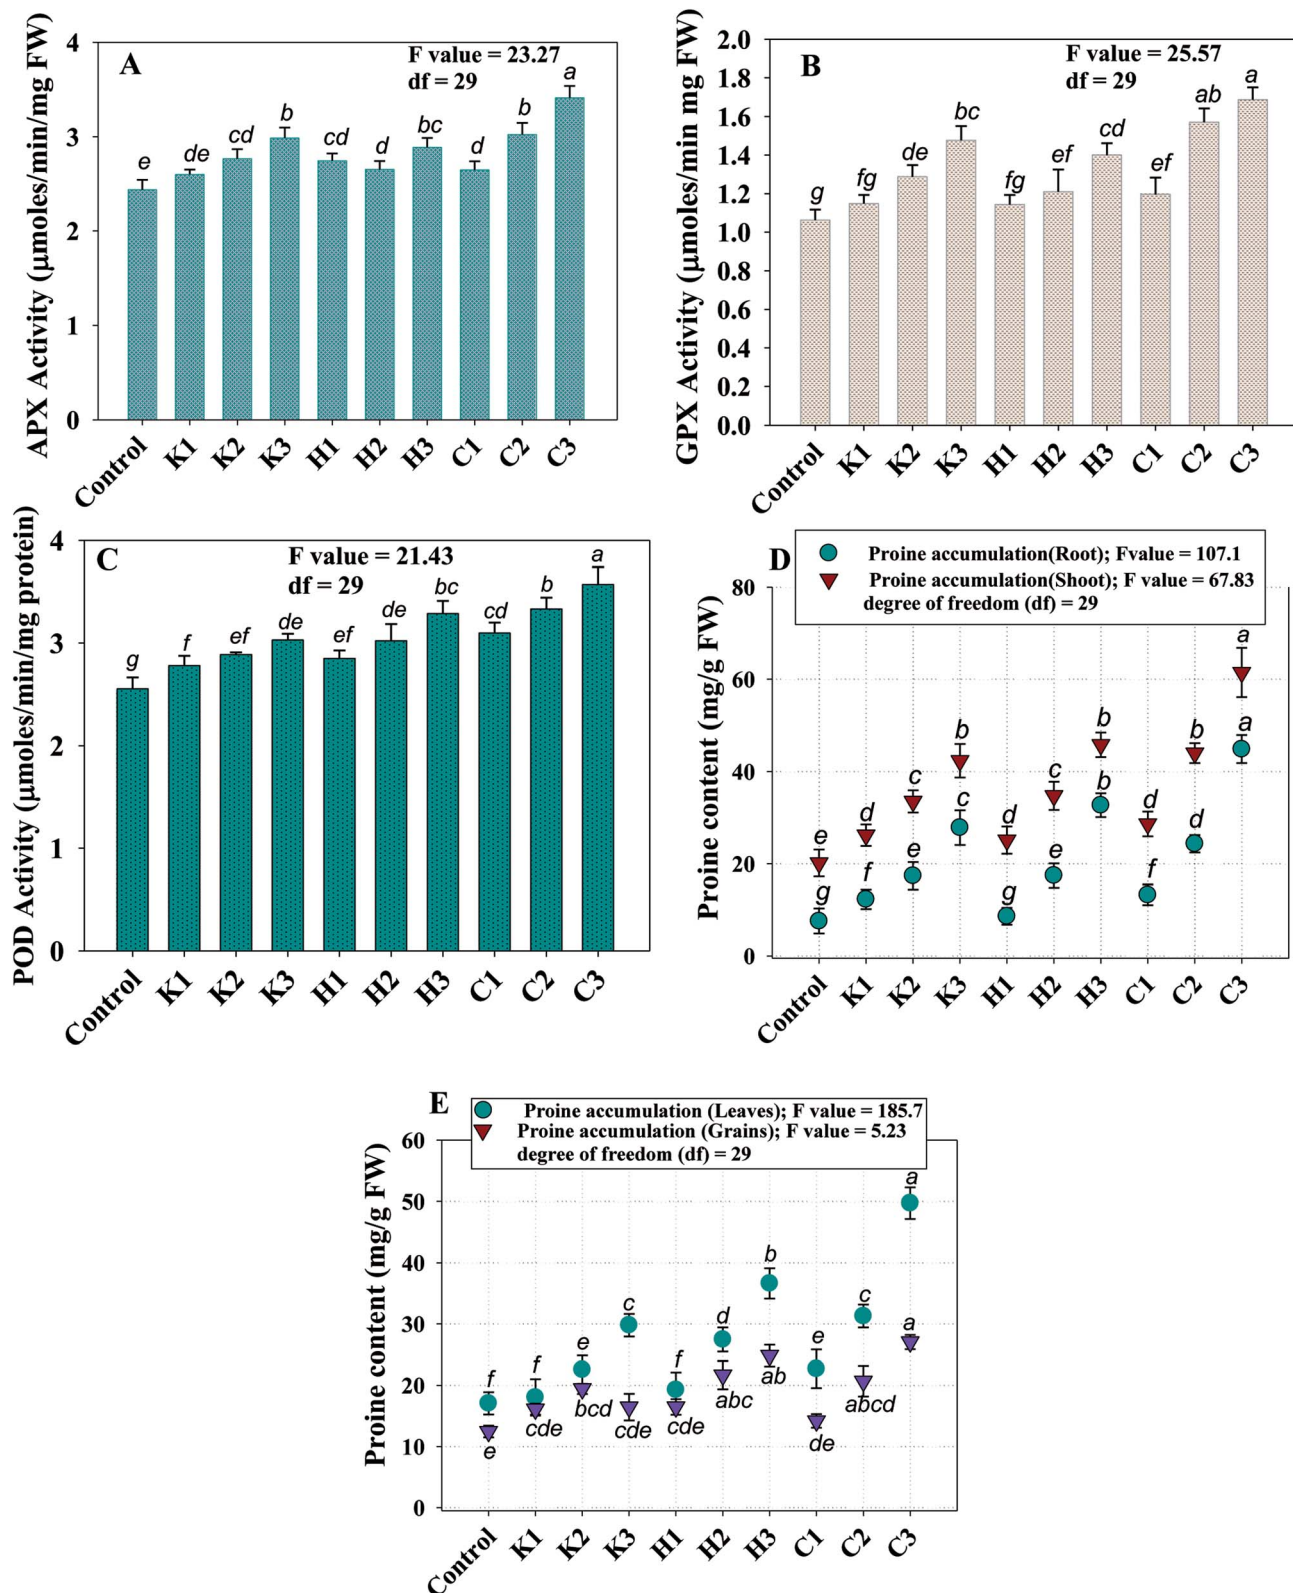 A
F value = 23.27
df = 29
APX Activity (µmoles/min/mg FW)
4
3
2
1
0
e
de
cd
b
cd
d
bc
d
b
a
Control
K1
K2
K3
H1
H2
H3
C1
C2
C3
B
F value = 25.57
df = 29
GPX Activity (µmoles/min mg FW)
2.0
1.8
1.6
1.4
1.2
1.0
0.8
0.6
0.4
0.2
0.0
g
fg
de
bc
fg
ef
cd
ef
ab
a
Control
K1
K2
K3
H1
H2
H3
C1
C2
C3
C
F value = 21.43
df = 29
POD Activity (µmoles/min/mg protein)
4
3
2
1
0
g
f
ef
de
ef
de
bc
cd
b
a
Control
K1
K2
K3
H1
H2
H3
C1
C2
C3
D
Proine accumulation(Root); Fvalue = 107.1
Proine accumulation(Shoot); F value = 67.83
degree of freedom (df) = 29
Proine content (mg/g FW)
80
60
40
20
0
e
d
c
b
d
c
b
d
b
a
g
f
e
c
g
e
b
f
d
a
Control
K1
K2
K3
H1
H2
H3
C1
C2
C3
E
Proine accumulation (Leaves); F value = 185.7
Proine accumulation (Grains); F value = 5.23
degree of freedom (df) = 29
Proine content (mg/g FW)
60
50
40
30
20
10
0
f
f
e
c
f
d
b
e
c
a
e
cde
bcd
cde
cde
abc
ab
de
abcd
a
Control
K1
K2
K3
H1
H2
H3
C1
C2
C3